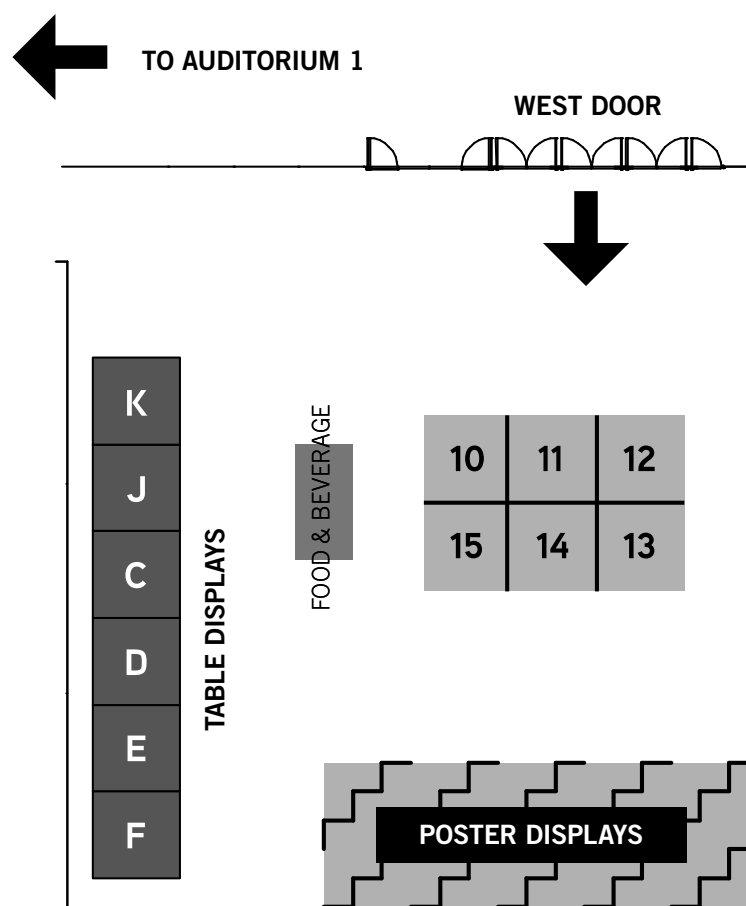 TO AUDITORIUM 1
WEST DOOR
K
J
C
D
E
F
TABLE DISPLAYS
FOOD & BEVERAGE
10 11 12
15 14 13
POSTER DISPLAYS